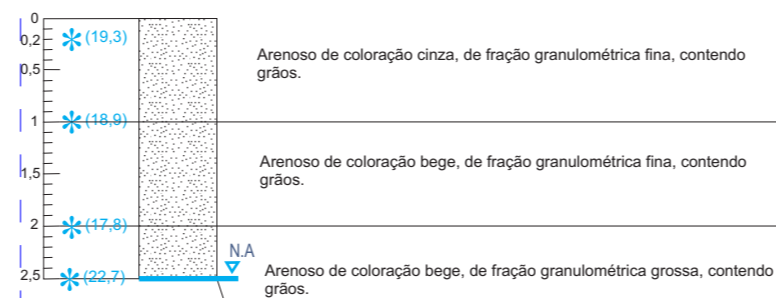 0
0,2
(19,3)
Arenoso de coloração cinza, de fração granulométrica fina, contendo
grãos.
0,5
1
(18,9)
Arenoso de coloração bege, de fração granulométrica fina, contendo
grãos.
1,5
2
(17,8)
N.A
2,5
(22,7)
Arenoso de coloração bege, de fração granulométrica grossa, contendo
grãos.